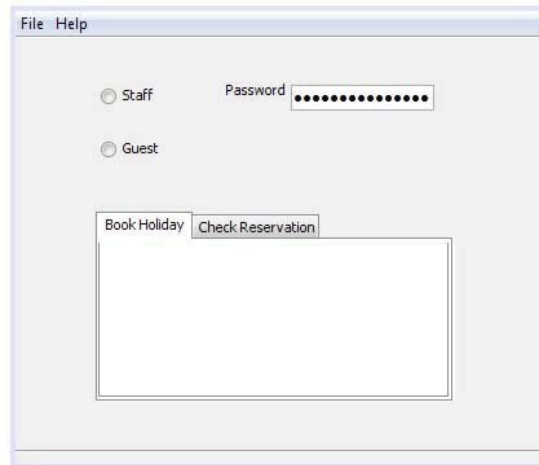 File Help
Staff Password ●●●●●●●●●●●●●●●
Guest
Book Holiday Check Reservation